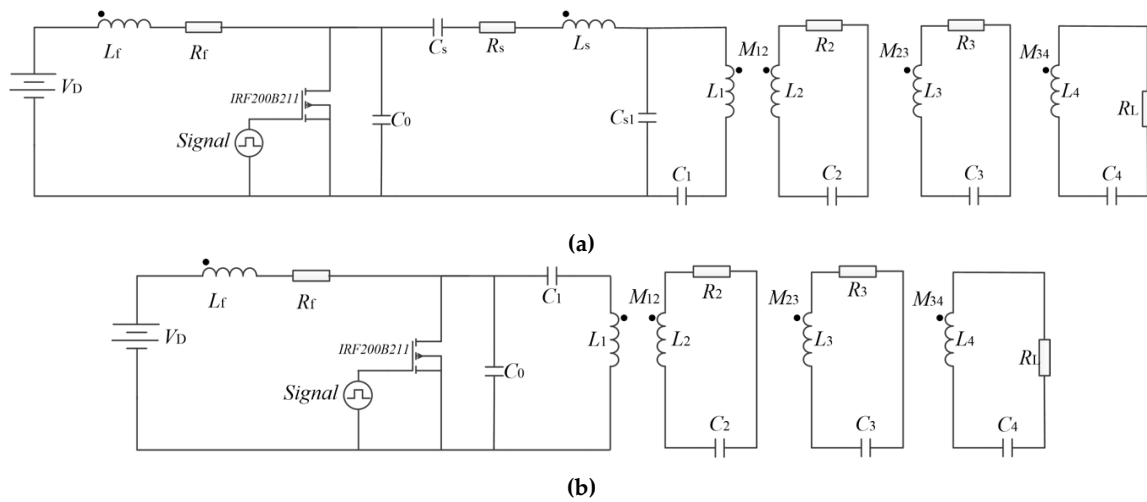 Lf Rf Cs Rs Ls
VD IRF200B211 Signal C0 Cs1 C1
M12 L1 L2 R2 C2
M23 L3 R3 C3
M34 L4 RL C4
(a)
Lf Rf C1
VD IRF200B211 Signal C0
M12 L1 L2 R2 C2
M23 L3 R3 C3
M34 L4 RL C4
(b)